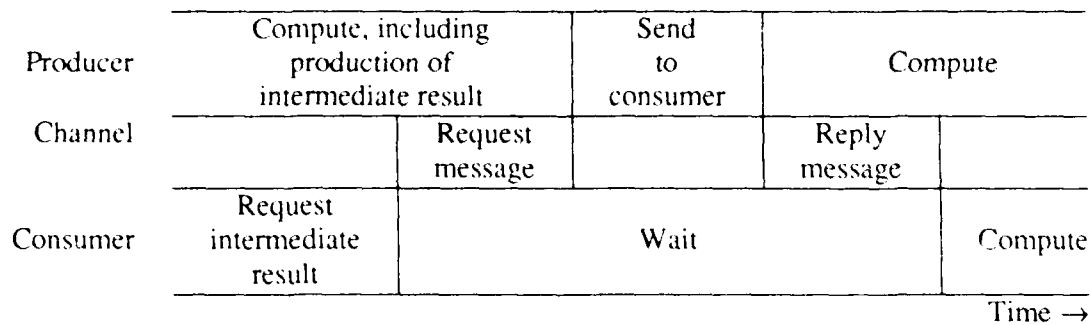 Compute, including Send
Producer production of to Compute
intermediate result consumer
Channel Request Reply
message message
Request
Consumer intermediate Wait Compute
result
Time →